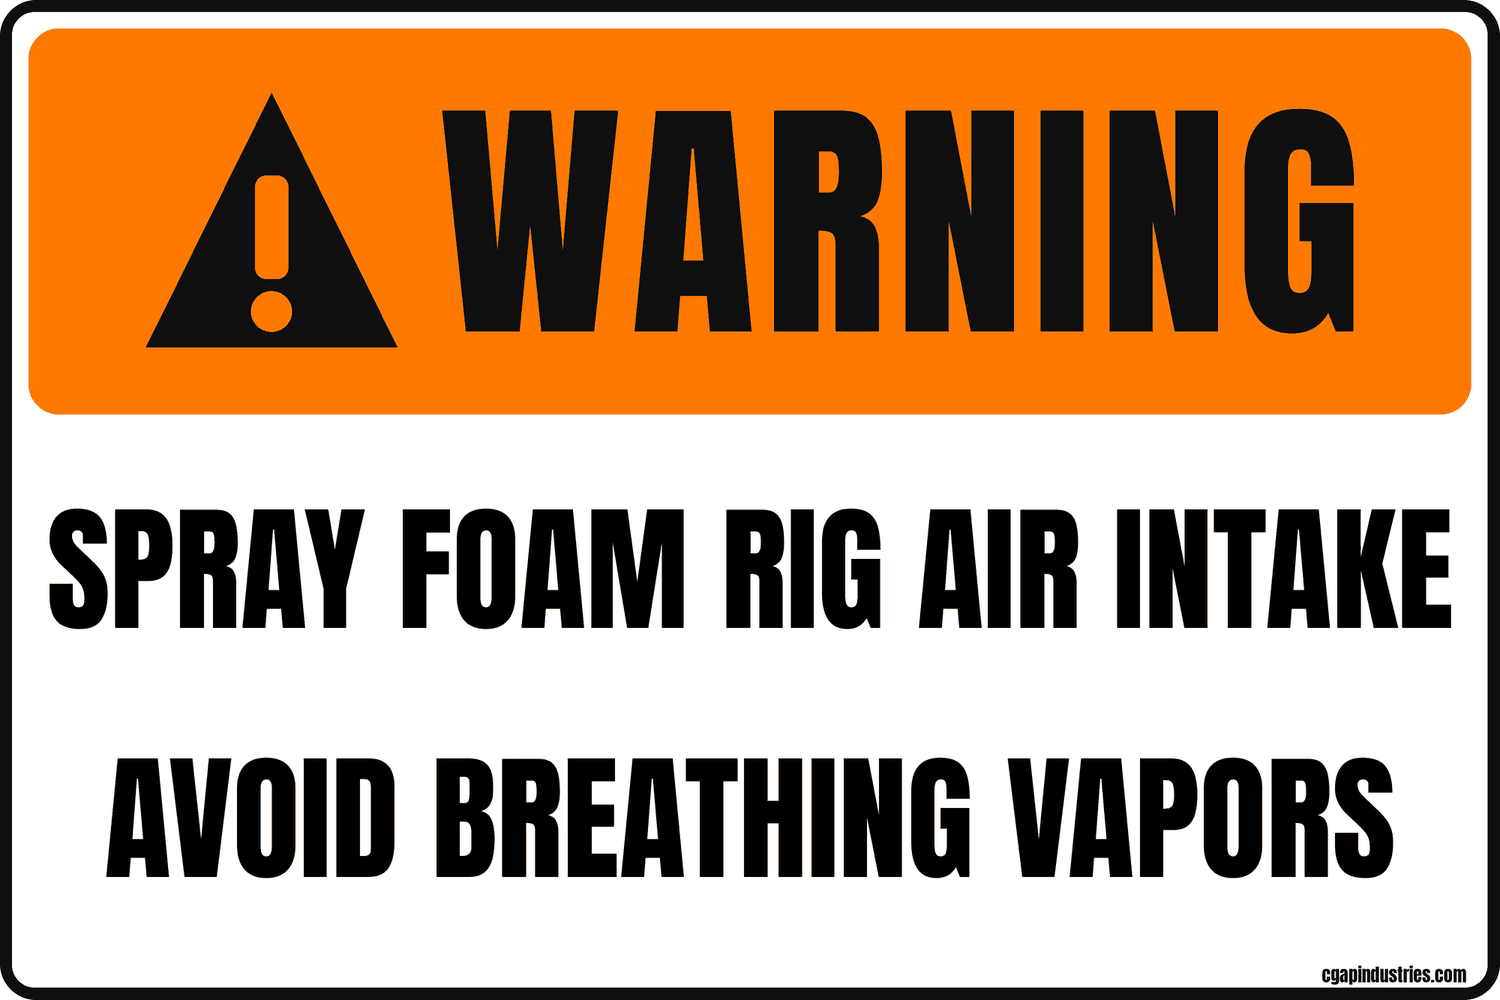 WARNING
SPRAY FOAM RIG AIR INTAKE
AVOID BREATHING VAPORS
cgapindustries.com